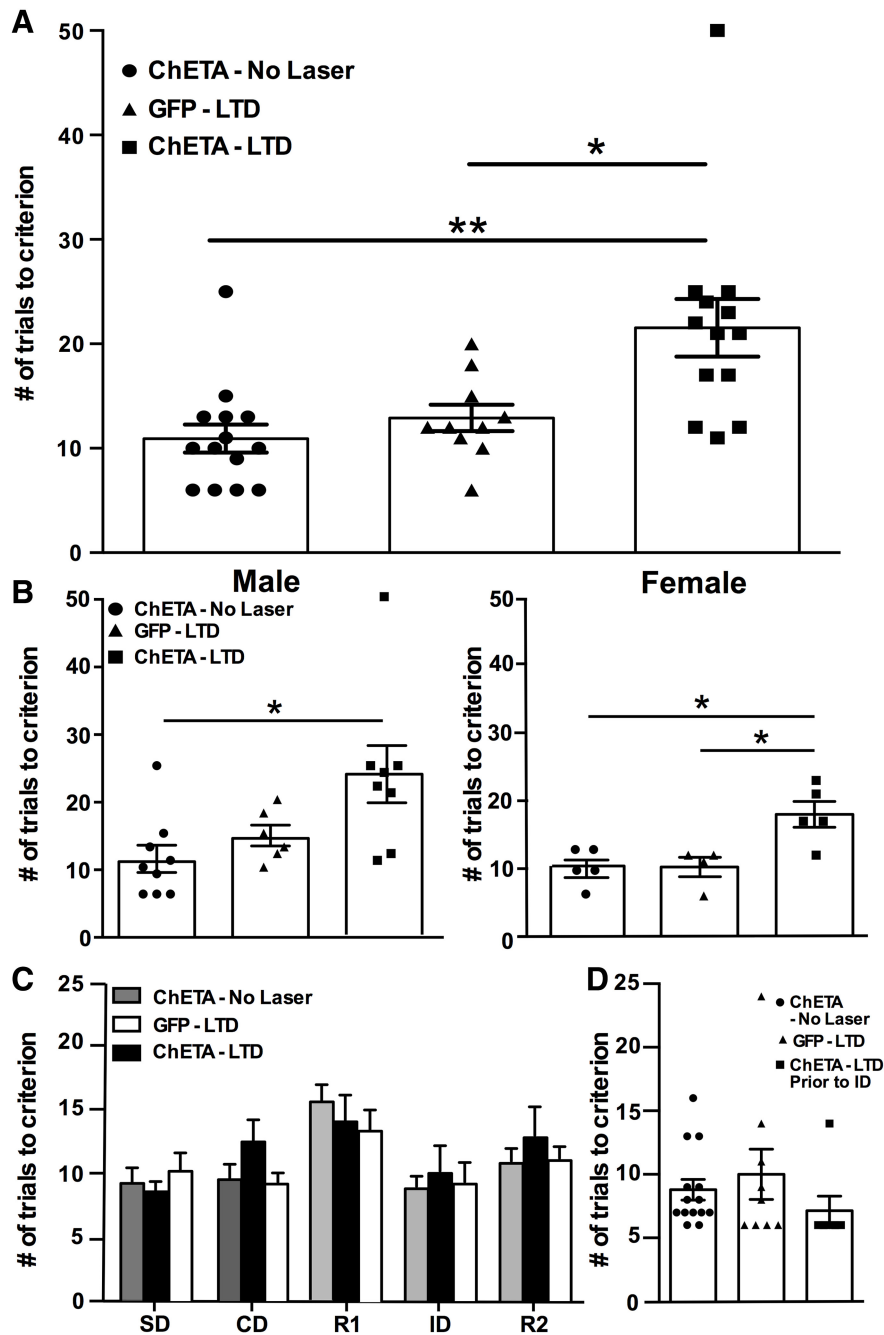 A
# of trials to criterion
50
40
30
20
10
0
ChETA - No Laser
GFP - LTD
ChETA - LTD
*
**
B
Male
# of trials to criterion
50
40
30
20
10
0
ChETA - No Laser
GFP - LTD
ChETA - LTD
*
Female
# of trials to criterion
50
40
30
20
10
0
*
*
C
# of trials to criterion
25
20
15
10
5
0
ChETA - No Laser
GFP - LTD
ChETA - LTD
SD CD R1 ID R2
D
# of trials to criterion
25
20
15
10
5
0
ChETA
- No Laser
GFP - LTD
ChETA - LTD
Prior to ID